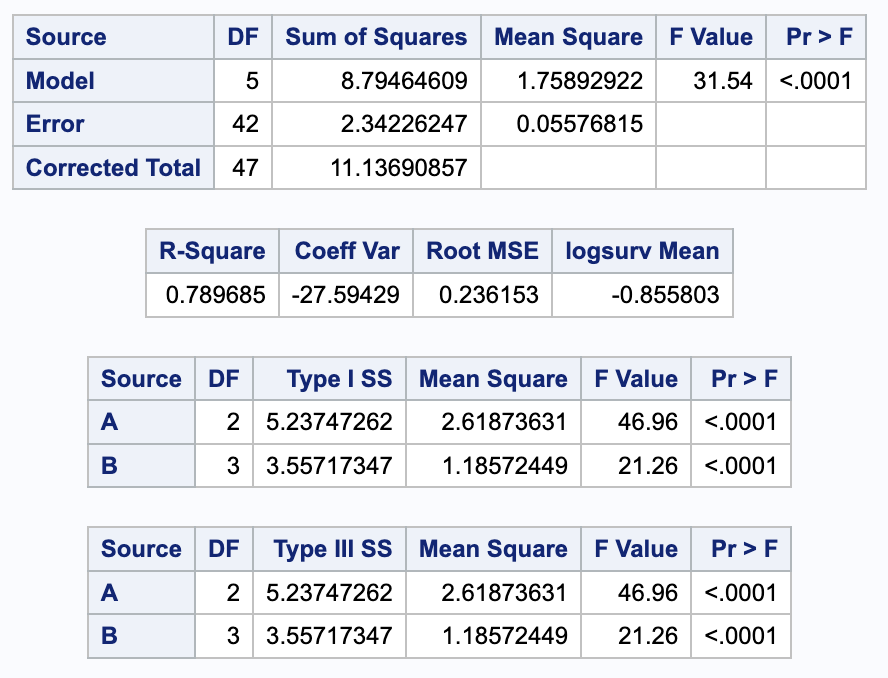 Source DF Sum of Squares Mean Square F Value Pr > F
Model 5 8.79464609 1.75892922 31.54 <.0001
Error 42 2.34226247 0.05576815
Corrected Total 47 11.13690857
R-Square Coeff Var Root MSE logsurv Mean
0.789685 -27.59429 0.236153 -0.855803
Source DF Type I SS Mean Square F Value Pr > F
A 2 5.23747262 2.61873631 46.96 <.0001
B 3 3.55717347 1.18572449 21.26 <.0001
Source DF Type III SS Mean Square F Value Pr > F
A 2 5.23747262 2.61873631 46.96 <.0001
B 3 3.55717347 1.18572449 21.26 <.0001